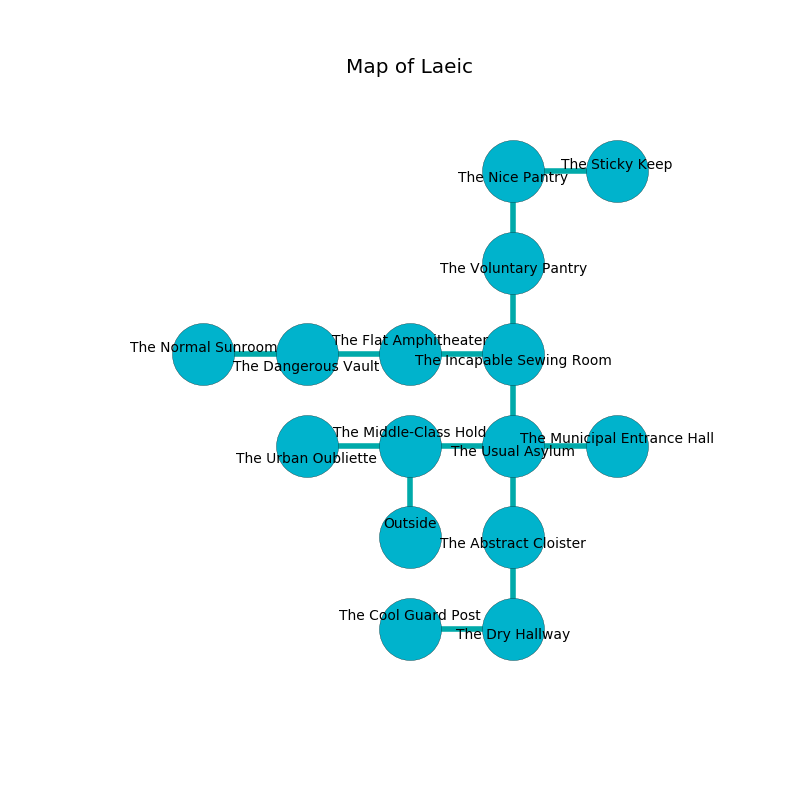 Map of Laeic
The Sticky Keep
The Nice Pantry
The Voluntary Pantry
The Flat Amphitheater
The Normal Sunroom
The Incapable Sewing Room
The Dangerous Vault
The Middle-Class Hold
The Municipal Entrance Hall
The Usual Asylum
The Urban Oubliette
Outside
The Abstract Cloister
The Cool Guard Post
The Dry Hallway